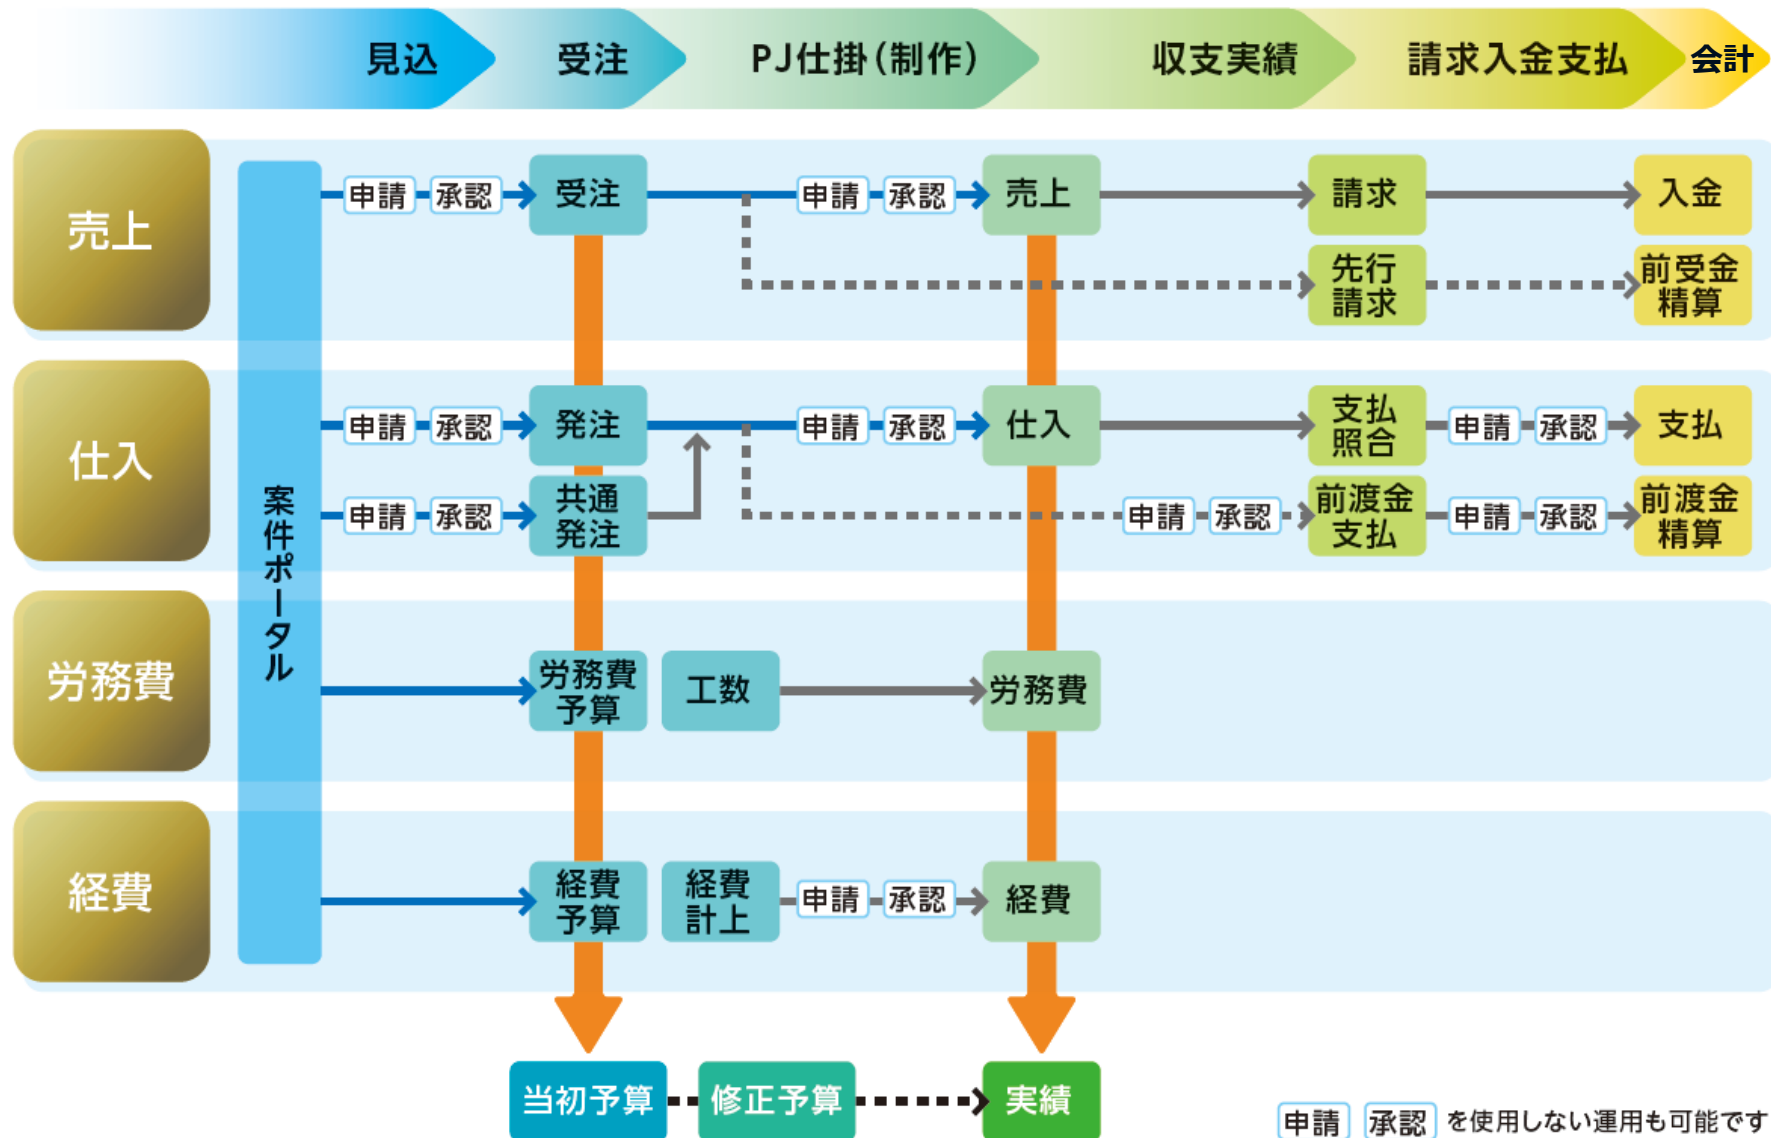 見込
受注
PJ仕掛（制作）
収支実績
請求入金支払
会計
売上
案件ポータル
申請
承認
受注
申請
承認
売上
請求
入金
先行
請求
前受金
精算
仕入
申請
承認
発注
申請
承認
仕入
支払
照合
申請
承認
支払
申請
承認
共通
発注
申請
承認
前渡金
支払
申請
承認
前渡金
精算
労務費
労務費
予算
工数
労務費
経費
経費
予算
経費
計上
申請
承認
経費
当初予算
修正予算
実績
申請 承認 を使用しない運用も可能です